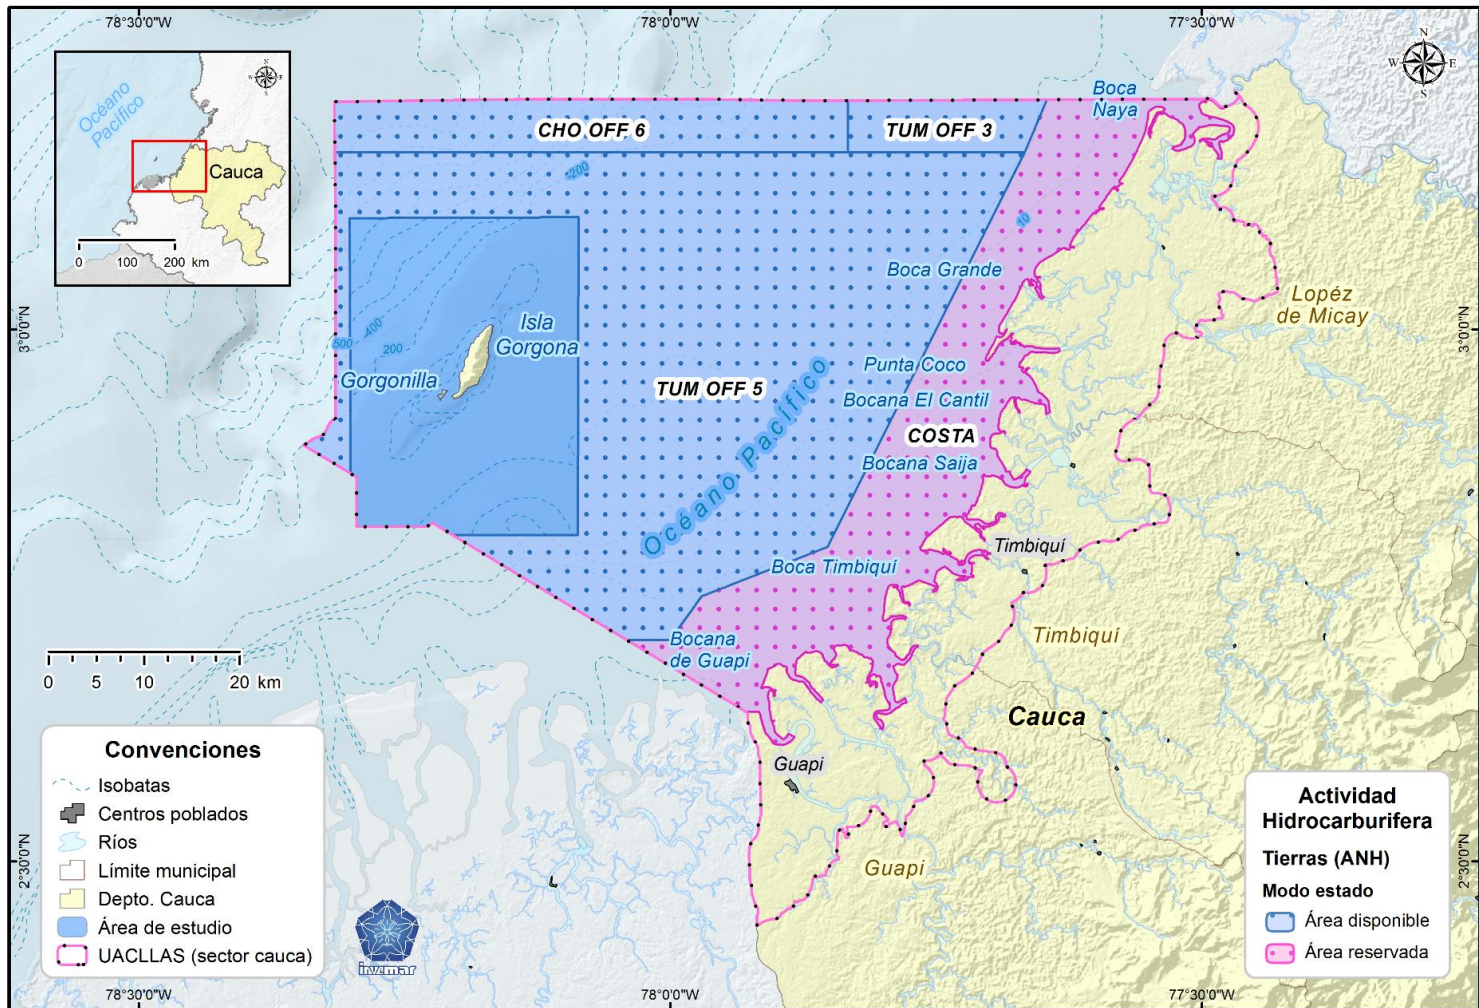 78°30'0"W
78°0'0"W
77°30'0"W
N
W
E
S
Océano
Pacífico
Cauca
0
100
200
km
N
W
E
S
Boca
Naya
CHO OFF 6
TUM OFF 3
-200
10
Boca Grande
Lopéz
de Micay
3°0'0"N
3°0'0"N
Isla
Gorgona
-400
500
200
Gorgonilla
TUM OFF 5
Punta Coco
Bocana El Cantil
COSTA
Bocana Saija
Océano Pacífico
Timbiquí
Boca Timbiquí
Timbiquí
Bocana
de Guapi
0
5
10
20 km
Cauca
Guapi
Guapi
2°30'0"N
2°30'0"N
Convenciones
Isobatas
Centros poblados
Ríos
Límite municipal
Depto. Cauca
Área de estudio
UACLLAS (sector cauca)
invemar
Actividad
Hidrocarburifera
Tierras (ANH)
Modo estado
Área disponible
Área reservada
78°30'0"W
78°0'0"W
77°30'0"W